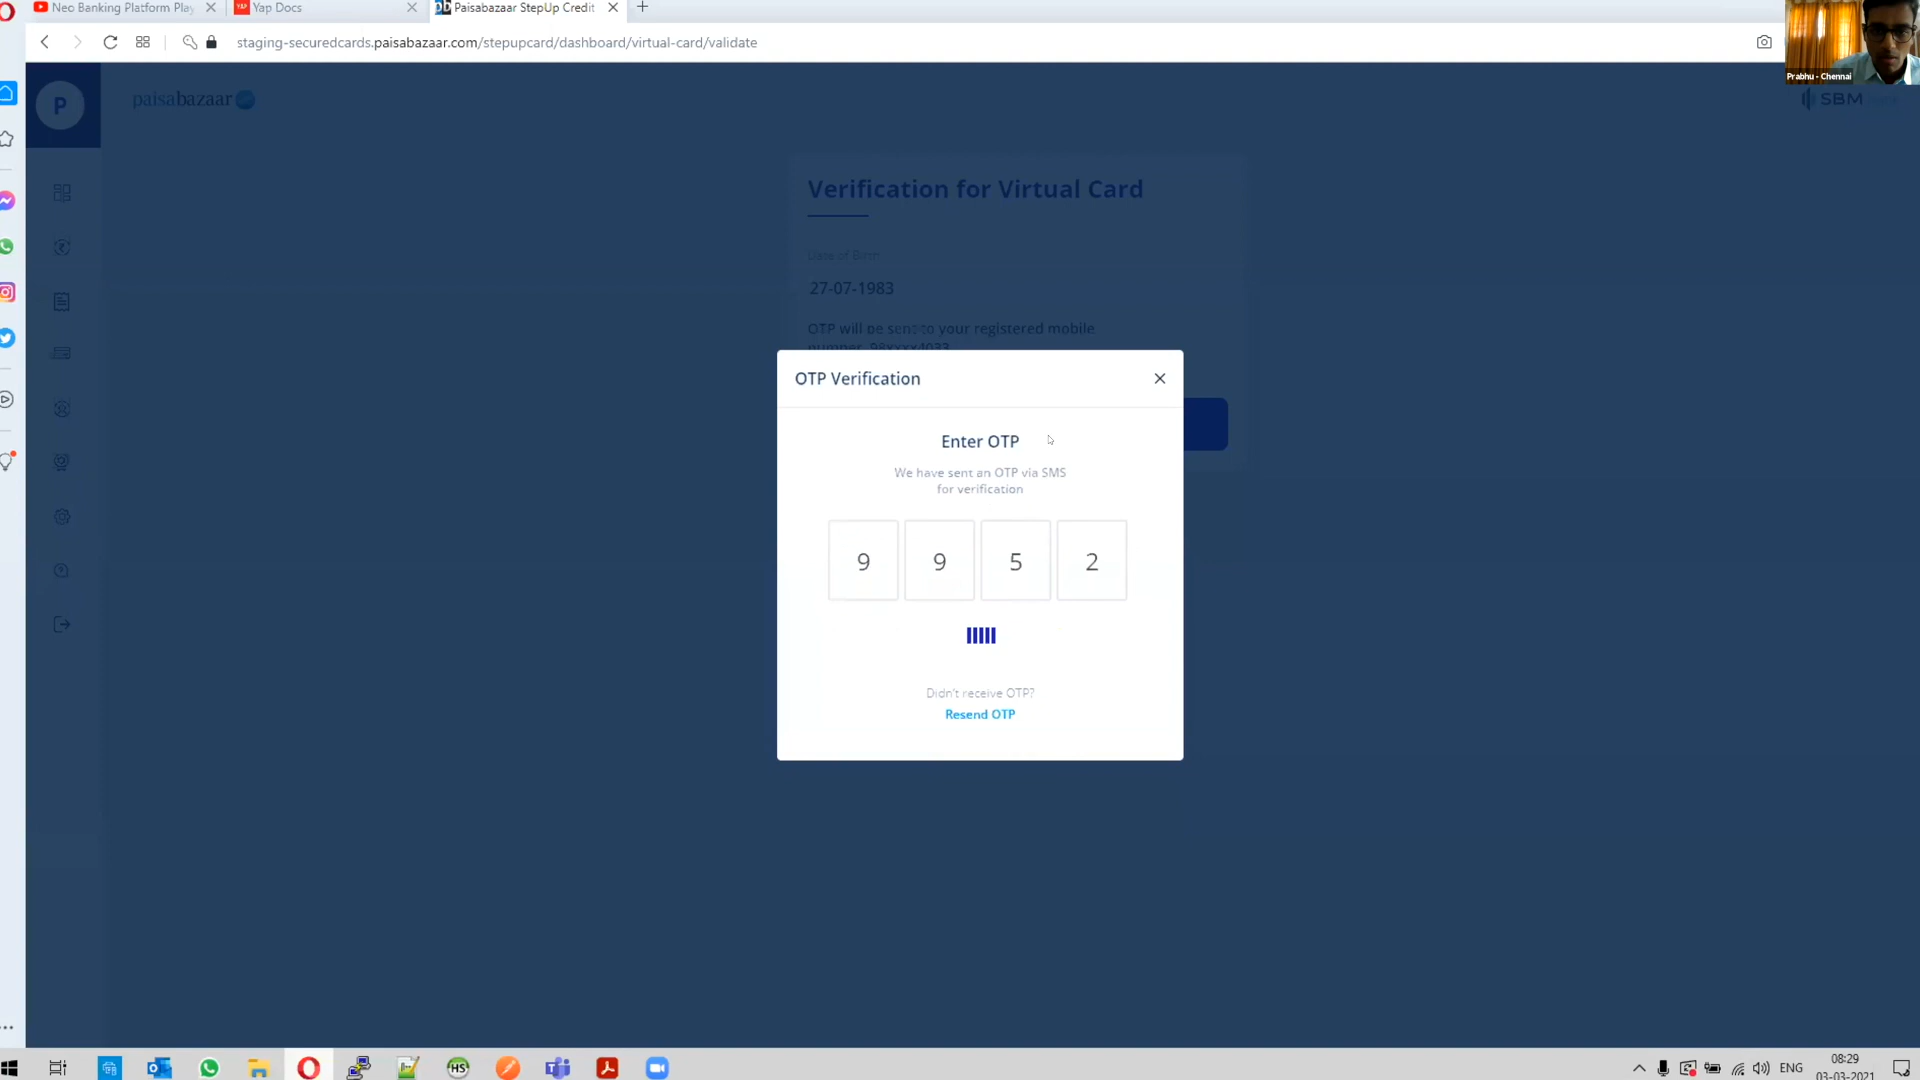 Neo Banking Platform Play
Yap Docs
Paisabazaar StepUp Credit
staging-securedcards.paisabazaar.com/stepupcard/dashboard/virtual-card/validate
Prabhu - Chennai
P
paisabazaar
SBM
Verification for Virtual Card
Date of Birth
27-07-1983
OTP will be sent to your registered mobile
number 98xxxx4033
OTP Verification
Enter OTP
We have sent an OTP via SMS
for verification
9 9 5 2
Didn't receive OTP?
Resend OTP
HS
ENG
08:29
03-03-2021